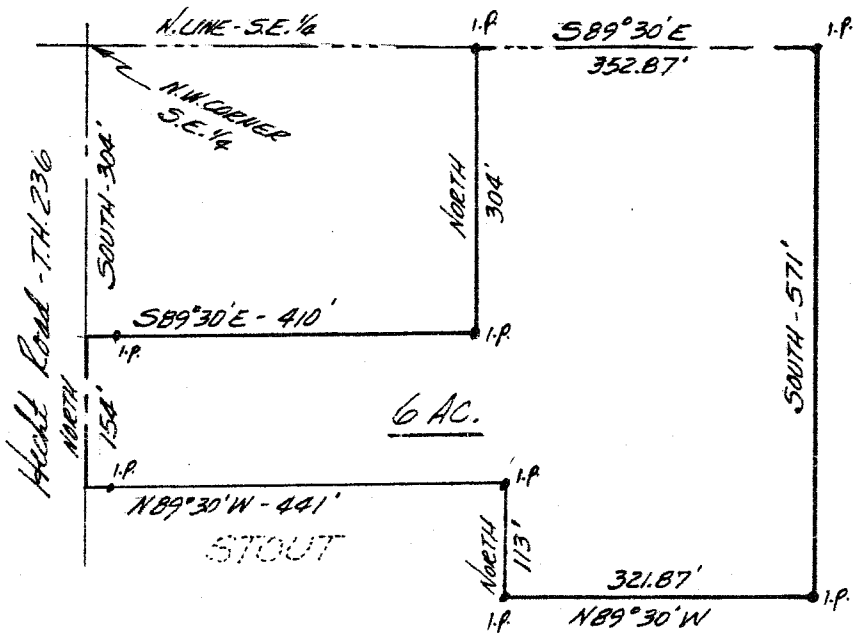 N. LINE - S.E. 1/4
I.P.
S89°30'E
352.87'
I.P.
N.W. CORNER
S.E. 1/4
SOUTH - 304'
NORTH
304'
Hecht Road - T.H. 236
S89°30'E - 410'
I.P.
I.P.
SOUTH - 571'
NORTH
154'
6 AC.
I.P.
I.P.
N89°30'W - 441'
STOUT
NORTH
113'
321.87'
I.P.
N89°30'W
I.P.